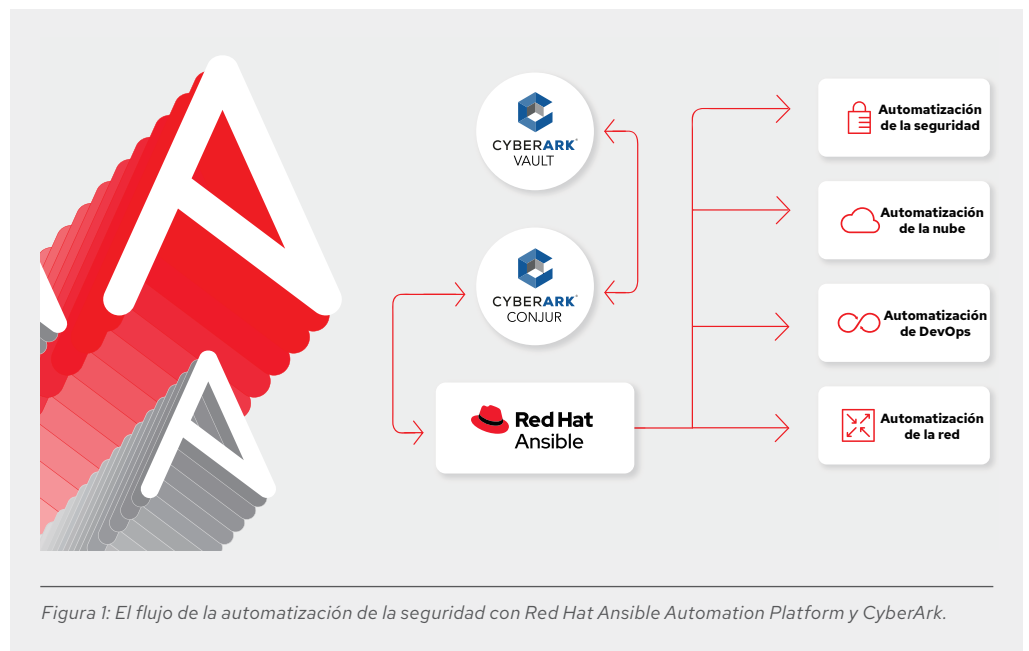 CYBERARK®
VAULT
CYBERARK®
CONJUR
Red Hat
Ansible
Automatización
de la seguridad
Automatización
de la nube
Automatización
de DevOps
Automatización
de la red
Figura 1: El flujo de la automatización de la seguridad con Red Hat Ansible Automation Platform y CyberArk.